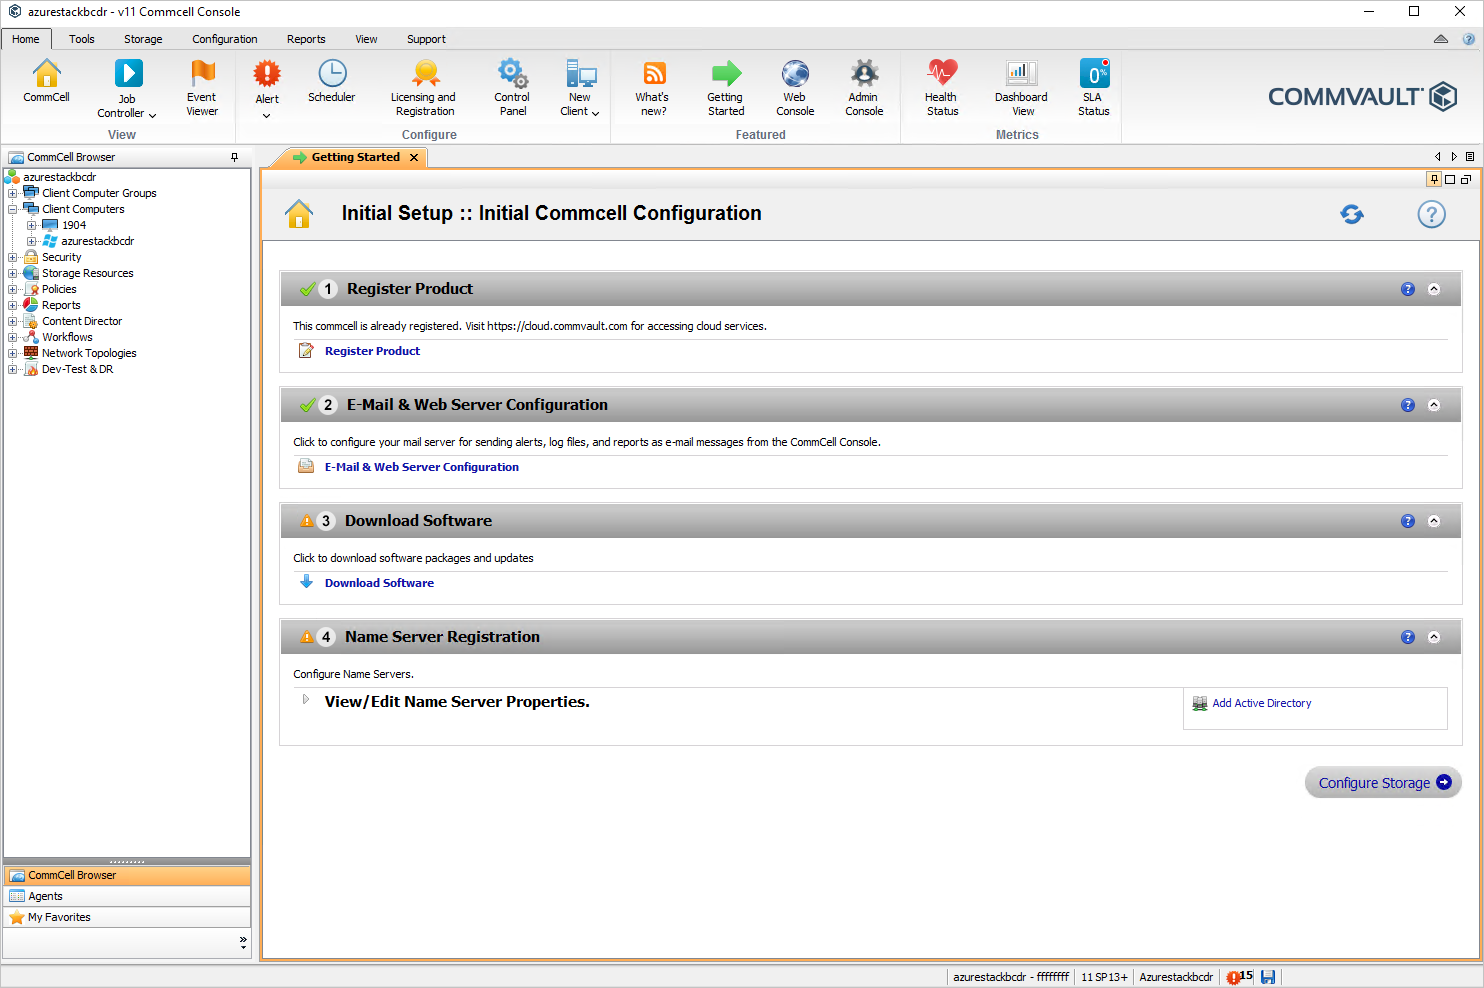 azurestackbcdr - v11 Commcell Console
Home Tools Storage Configuration Reports View Support
CommCell
Job
Controller
Event
Viewer
View
Alert
Scheduler
Licensing and
Registration
Control
Panel
New
Client
Configure
What's
new?
Getting
Started
Web
Console
Admin
Console
Featured
Health
Status
Dashboard
View
0%
SLA
Status
Metrics
COMMVAULT
CommCell Browser
azurestackbcdr
Client Computer Groups
Client Computers
1904
azurestackbcdr
Security
Storage Resources
Policies
Reports
Content Director
Workflows
Network Topologies
Dev-Test & DR
CommCell Browser
Agents
My Favorites
Getting Started
Initial Setup :: Initial Commcell Configuration
1 Register Product
This commcell is already registered. Visit https://cloud.commvault.com for accessing cloud services.
Register Product
2 E-Mail & Web Server Configuration
Click to configure your mail server for sending alerts, log files, and reports as e-mail messages from the CommCell Console.
E-Mail & Web Server Configuration
3 Download Software
Click to download software packages and updates
Download Software
4 Name Server Registration
Configure Name Servers.
View/Edit Name Server Properties.
Add Active Directory
Configure Storage
azurestackbcdr - ffffffff 11 SP13+ Azurestackbcdr 15